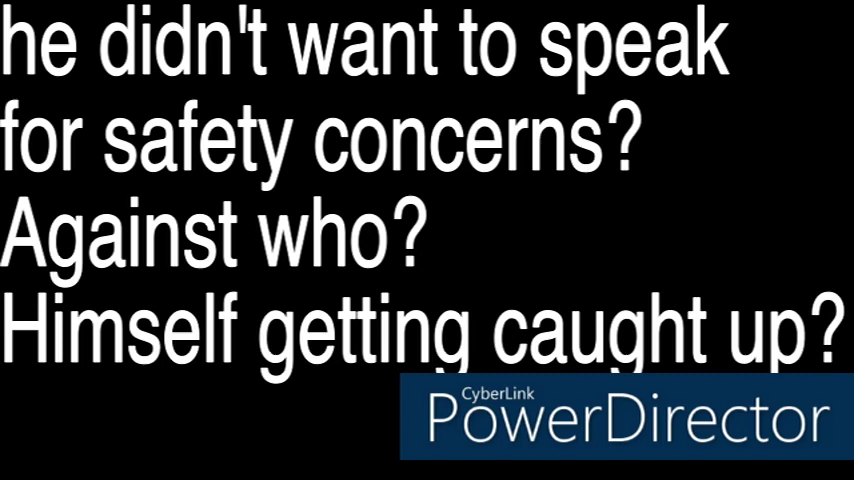 he didn't want to speak
for safety concerns?
Against who?
Himself getting caught up?
CyberLink
PowerDirector